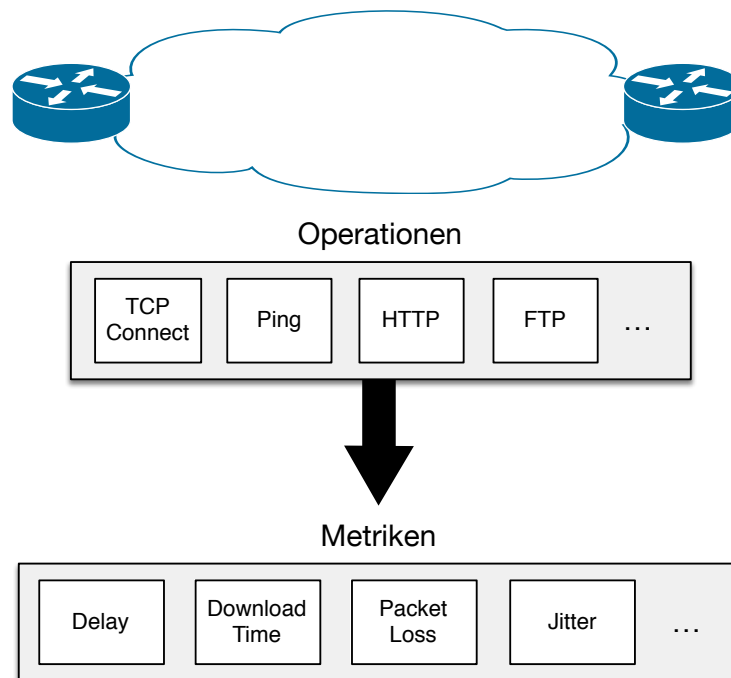 Operationen
TCP
Connect
Ping
HTTP
FTP
...
Metriken
Delay
Download
Time
Packet
Loss
Jitter
...